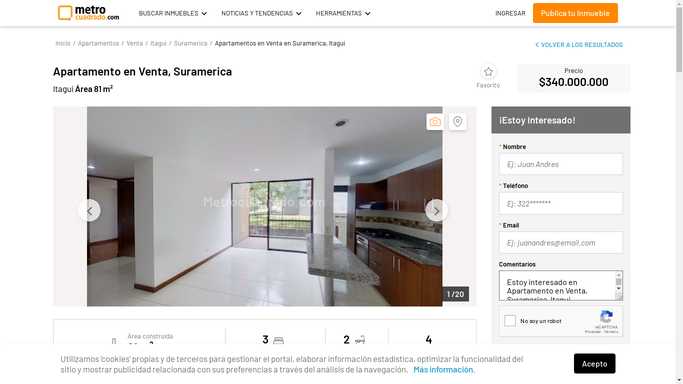 metro
cuadrado.com
BUSCAR INMUEBLES
NOTICIAS Y TENDENCIAS
HERRAMIENTAS
INGRESAR
Publica tu Inmueble
Inicio / Apartamentos / Venta / Itagui / Suramerica / Apartamentos en Venta en Suramerica, Itagui
VOLVER A LOS RESULTADOS
Apartamento en Venta, Suramerica
Itagui Área 81 m²
Favorito
Precio
$340.000.000
1 / 20
¡Estoy Interesado!
* Nombre
Ej: Juan Andres
* Teléfono
Ej: 322*******
* Email
Ej: juanandres@email.com
Comentarios
Estoy interesado en
Apartamento en Venta,
Suramerica, Itagui
No soy un robot
reCAPTCHA
Privacidad - Términos
Área construida
3
2
4
Utilizamos 'cookies' propias y de terceros para gestionar el portal, elaborar información estadística, optimizar la funcionalidad del
sitio y mostrar publicidad relacionada con sus preferencias a través del análisis de la navegación. Más información.
Acepto